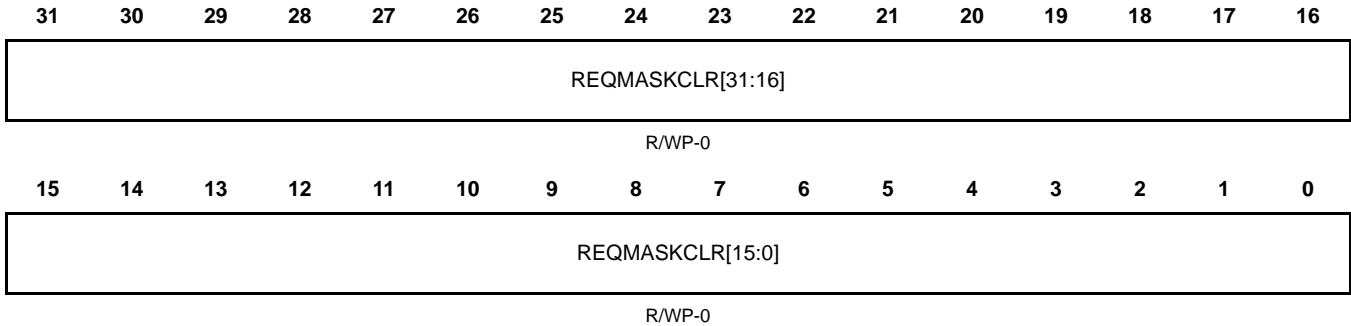 31 30 29 28 27 26 25 24 23 22 21 20 19 18 17 16
REQMASKCLR[31:16]
R/WP-0
15 14 13 12 11 10 9 8 7 6 5 4 3 2 1 0
REQMASKCLR[15:0]
R/WP-0